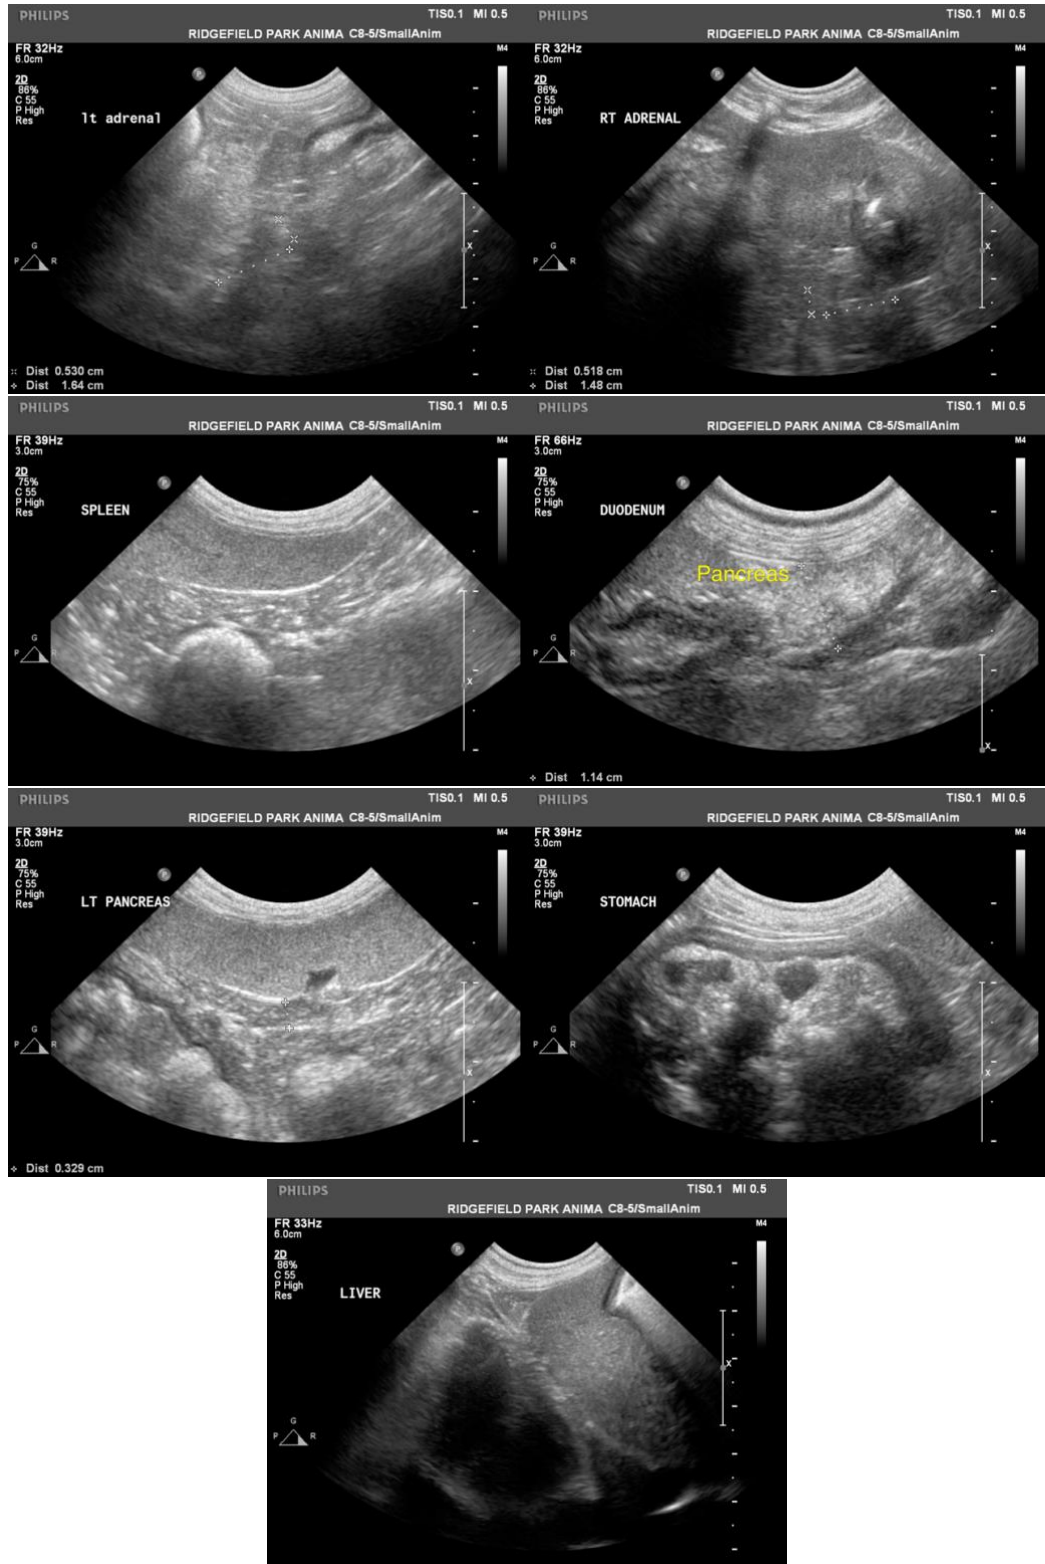 PHILIPS
TIS0.1 MI 0.5
RIDGEFIELD PARK ANIMA C8-5/SmallAnim
FR 32Hz
6.0cm
M4
2D
86%
C 55
P High
Res
lt adrenal
G
P R
X
Dist 0.530 cm
Dist 1.64 cm
PHILIPS
TIS0.1 MI 0.5
RIDGEFIELD PARK ANIMA C8-5/SmallAnim
FR 32Hz
6.0cm
M4
2D
86%
C 55
P High
Res
RT ADRENAL
G
P R
X
Dist 0.518 cm
Dist 1.48 cm
PHILIPS
TIS0.1 MI 0.5
RIDGEFIELD PARK ANIMA C8-5/SmallAnim
FR 39Hz
3.0cm
M4
2D
75%
C 55
P High
Res
SPLEEN
G
P R
X
PHILIPS
TIS0.1 MI 0.5
RIDGEFIELD PARK ANIMA C8-5/SmallAnim
FR 66Hz
3.0cm
M4
2D
75%
C 55
P High
Res
DUODENUM
Pancreas
G
P R
X
Dist 1.14 cm
PHILIPS
TIS0.1 MI 0.5
RIDGEFIELD PARK ANIMA C8-5/SmallAnim
FR 39Hz
3.0cm
M4
2D
75%
C 55
P High
Res
LT PANCREAS
G
P R
X
Dist 0.329 cm
PHILIPS
TIS0.1 MI 0.5
RIDGEFIELD PARK ANIMA C8-5/SmallAnim
FR 39Hz
3.0cm
M4
2D
75%
C 55
P High
Res
STOMACH
G
P R
X
PHILIPS
TIS0.1 MI 0.5
RIDGEFIELD PARK ANIMA C8-5/SmallAnim
FR 33Hz
6.0cm
M4
2D
86%
C 55
P High
Res
LIVER
G
P R
X